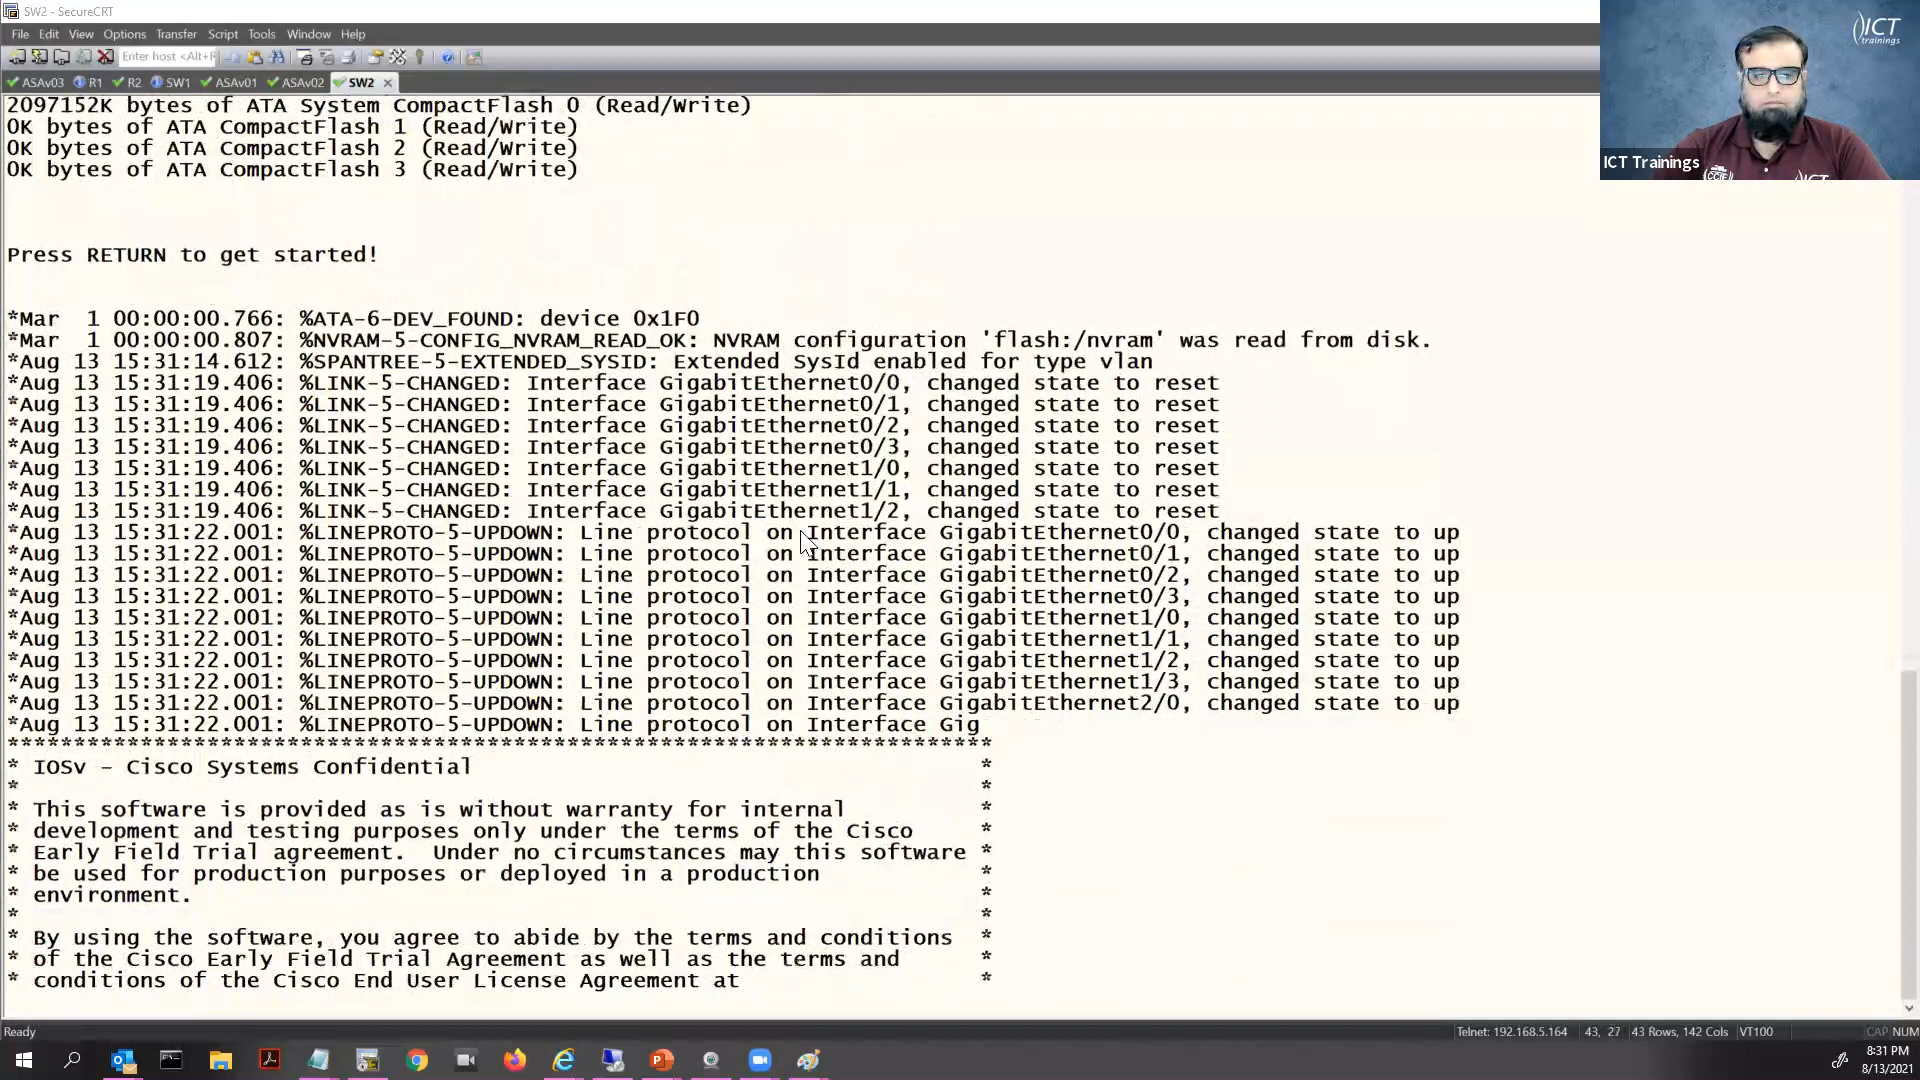 SW2 - SecureCRT
File Edit View Options Transfer Script Tools Window Help
Enter host <Alt+R
ASAv03 R1 R2 SW1 ASAv01 ASAv02 SW2
2097152K bytes of ATA System CompactFlash 0 (Read/Write)
0K bytes of ATA CompactFlash 1 (Read/Write)
0K bytes of ATA CompactFlash 2 (Read/Write)
0K bytes of ATA CompactFlash 3 (Read/Write)
Press RETURN to get started!
*Mar  1 00:00:00.766: %ATA-6-DEV_FOUND: device 0x1F0
*Mar  1 00:00:00.807: %NVRAM-5-CONFIG_NVRAM_READ_OK: NVRAM configuration 'flash:/nvram' was read from disk.
*Aug 13 15:31:14.612: %SPANTREE-5-EXTENDED_SYSID: Extended SysId enabled for type vlan
*Aug 13 15:31:19.406: %LINK-5-CHANGED: Interface GigabitEthernet0/0, changed state to reset
*Aug 13 15:31:19.406: %LINK-5-CHANGED: Interface GigabitEthernet0/1, changed state to reset
*Aug 13 15:31:19.406: %LINK-5-CHANGED: Interface GigabitEthernet0/2, changed state to reset
*Aug 13 15:31:19.406: %LINK-5-CHANGED: Interface GigabitEthernet0/3, changed state to reset
*Aug 13 15:31:19.406: %LINK-5-CHANGED: Interface GigabitEthernet1/0, changed state to reset
*Aug 13 15:31:19.406: %LINK-5-CHANGED: Interface GigabitEthernet1/1, changed state to reset
*Aug 13 15:31:19.406: %LINK-5-CHANGED: Interface GigabitEthernet1/2, changed state to reset
*Aug 13 15:31:22.001: %LINEPROTO-5-UPDOWN: Line protocol on Interface GigabitEthernet0/0, changed state to up
*Aug 13 15:31:22.001: %LINEPROTO-5-UPDOWN: Line protocol on Interface GigabitEthernet0/1, changed state to up
*Aug 13 15:31:22.001: %LINEPROTO-5-UPDOWN: Line protocol on Interface GigabitEthernet0/2, changed state to up
*Aug 13 15:31:22.001: %LINEPROTO-5-UPDOWN: Line protocol on Interface GigabitEthernet0/3, changed state to up
*Aug 13 15:31:22.001: %LINEPROTO-5-UPDOWN: Line protocol on Interface GigabitEthernet1/0, changed state to up
*Aug 13 15:31:22.001: %LINEPROTO-5-UPDOWN: Line protocol on Interface GigabitEthernet1/1, changed state to up
*Aug 13 15:31:22.001: %LINEPROTO-5-UPDOWN: Line protocol on Interface GigabitEthernet1/2, changed state to up
*Aug 13 15:31:22.001: %LINEPROTO-5-UPDOWN: Line protocol on Interface GigabitEthernet1/3, changed state to up
*Aug 13 15:31:22.001: %LINEPROTO-5-UPDOWN: Line protocol on Interface GigabitEthernet2/0, changed state to up
*Aug 13 15:31:22.001: %LINEPROTO-5-UPDOWN: Line protocol on Interface Gig
**************************************************************************
* IOSv - Cisco Systems Confidential                                      *
*                                                                        *
* This software is provided as is without warranty for internal          *
* development and testing purposes only under the terms of the Cisco     *
* Early Field Trial agreement.  Under no circumstances may this software *
* be used for production purposes or deployed in a production            *
* environment.                                                           *
*                                                                        *
* By using the software, you agree to abide by the terms and conditions  *
* of the Cisco Early Field Trial Agreement as well as the terms and      *
* conditions of the Cisco End User License Agreement at                  *
Ready
Telnet: 192.168.5.164 43, 27 43 Rows, 142 Cols VT100 CAP NUM
8:31 PM
8/13/2021
ICT
trainings
ICT Trainings
CCIE
ICT